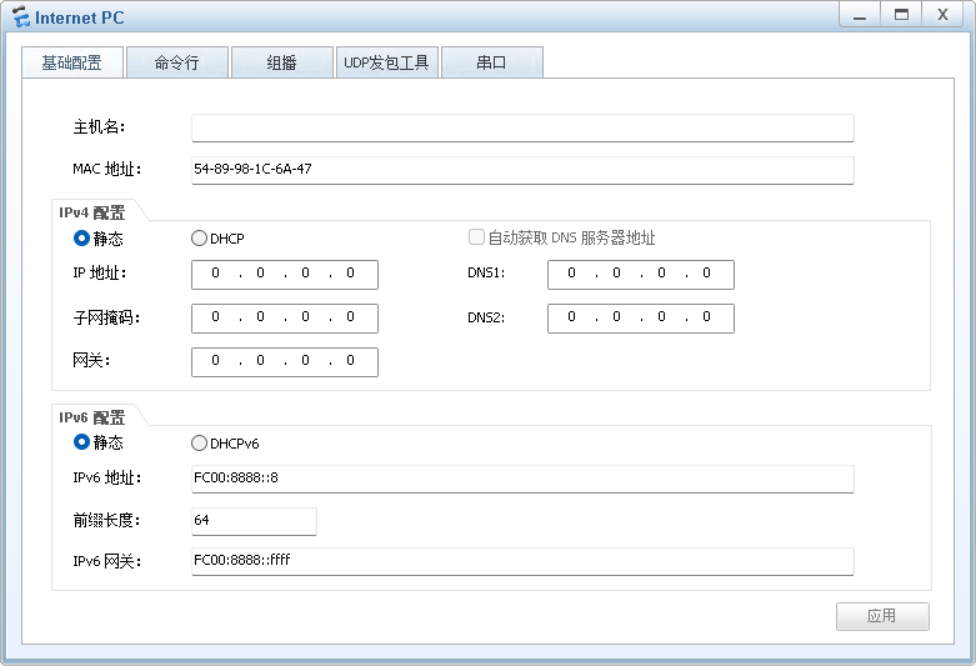 Internet PC
基础配置 命令行 组播 UDP发包工具 串口
主机名:
MAC 地址: 54-89-98-1C-6A-47
IPv4 配置
静态 DHCP 自动获取 DNS 服务器地址
IP 地址: 0 . 0 . 0 . 0 DNS1: 0 . 0 . 0 . 0
子网掩码: 0 . 0 . 0 . 0 DNS2: 0 . 0 . 0 . 0
网关: 0 . 0 . 0 . 0
IPv6 配置
静态 DHCPv6
IPv6 地址: FC00:8888::8
前缀长度: 64
IPv6 网关: FC00:8888::ffff
应用